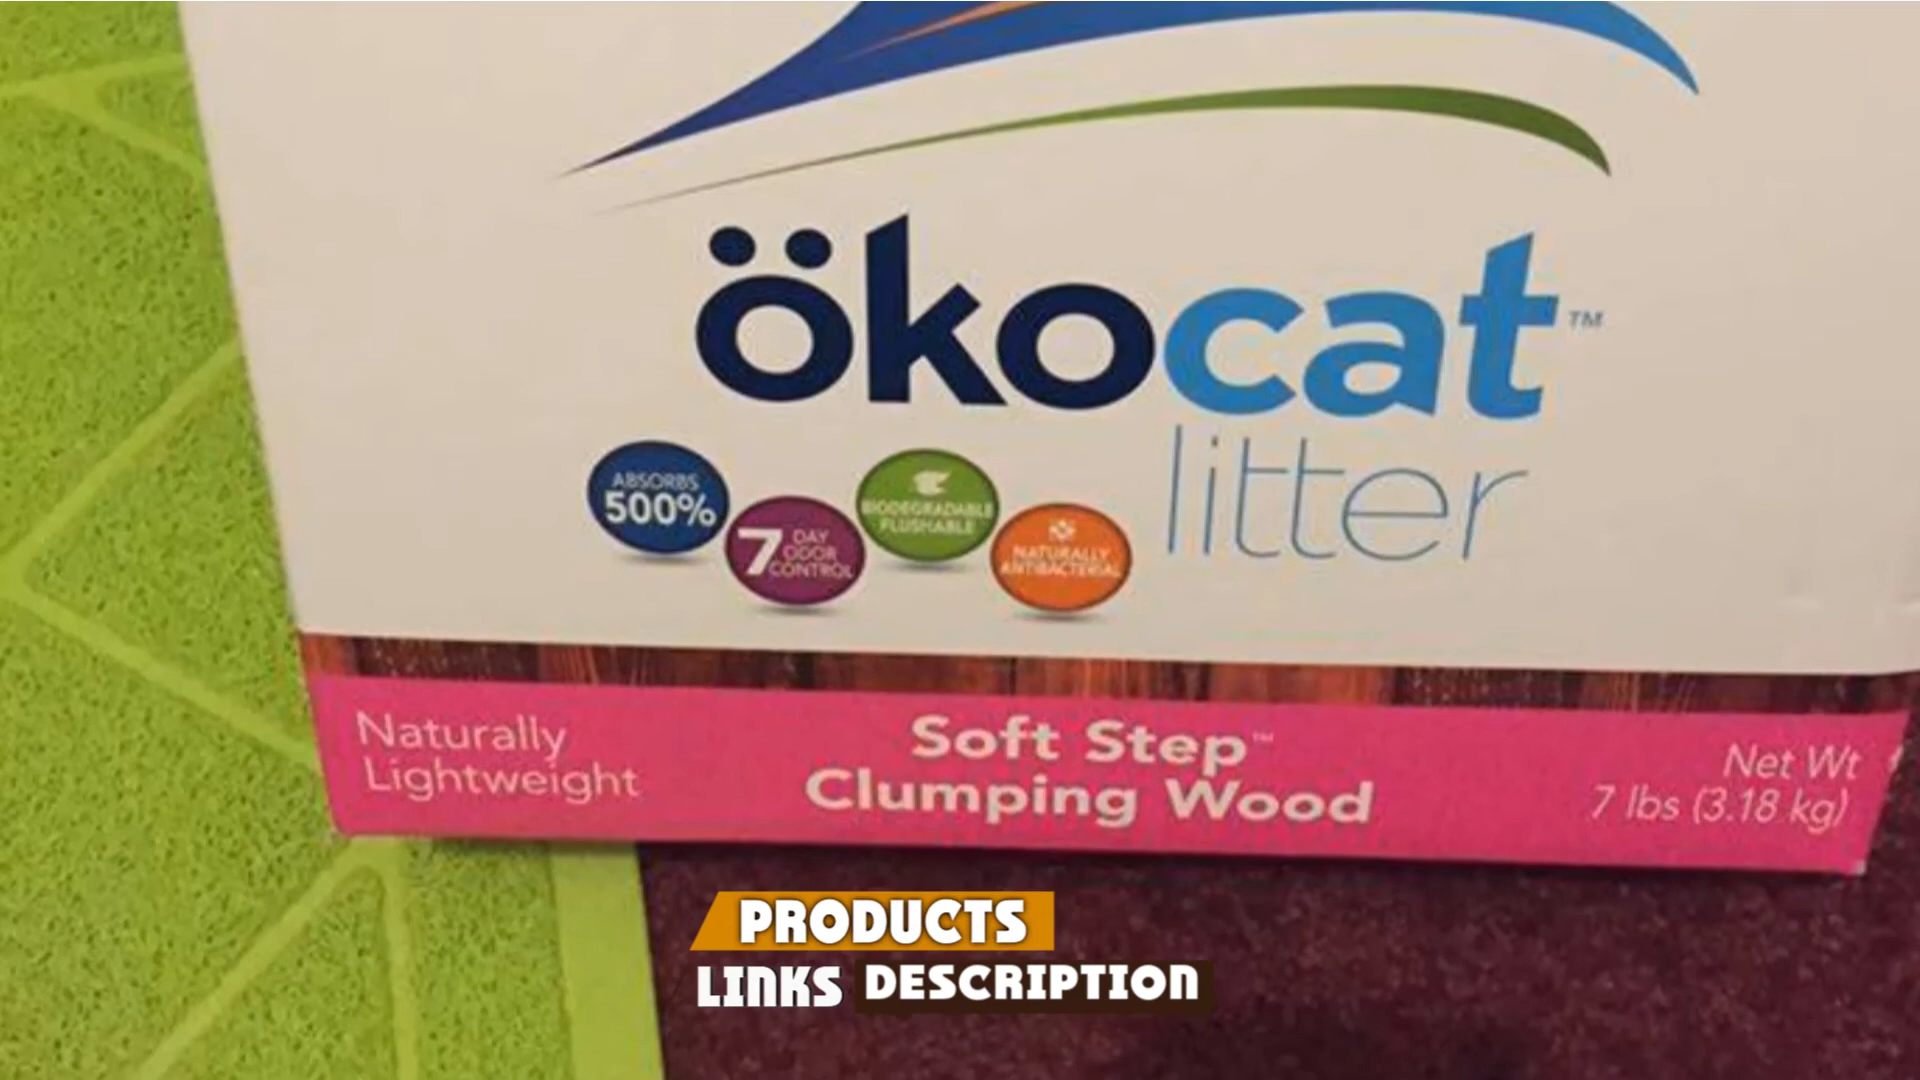 ökocat™
litter
ABSORBS
500%
7 DAY
ODOR
CONTROL
BIODEGRADABLE
FLUSHABLE
NATURALLY
ANTIBACTERIAL
Naturally
Lightweight
Soft Step™
Clumping Wood
Net Wt
7 lbs (3.18 kg)
PRODUCTS
LINKS DESCRIPTION